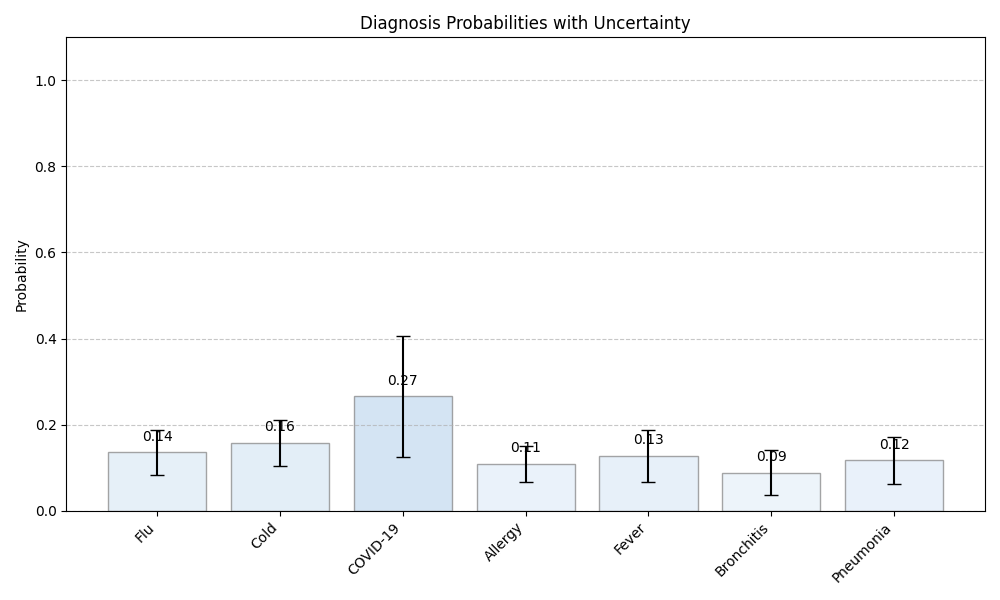 Diagnosis Probabilities with Uncertainty
Probability
1.0
0.8
0.6
0.4
0.2
0.0
0.14
0.16
0.27
0.11
0.13
0.09
0.12
Flu
Cold
COVID-19
Allergy
Fever
Bronchitis
Pneumonia